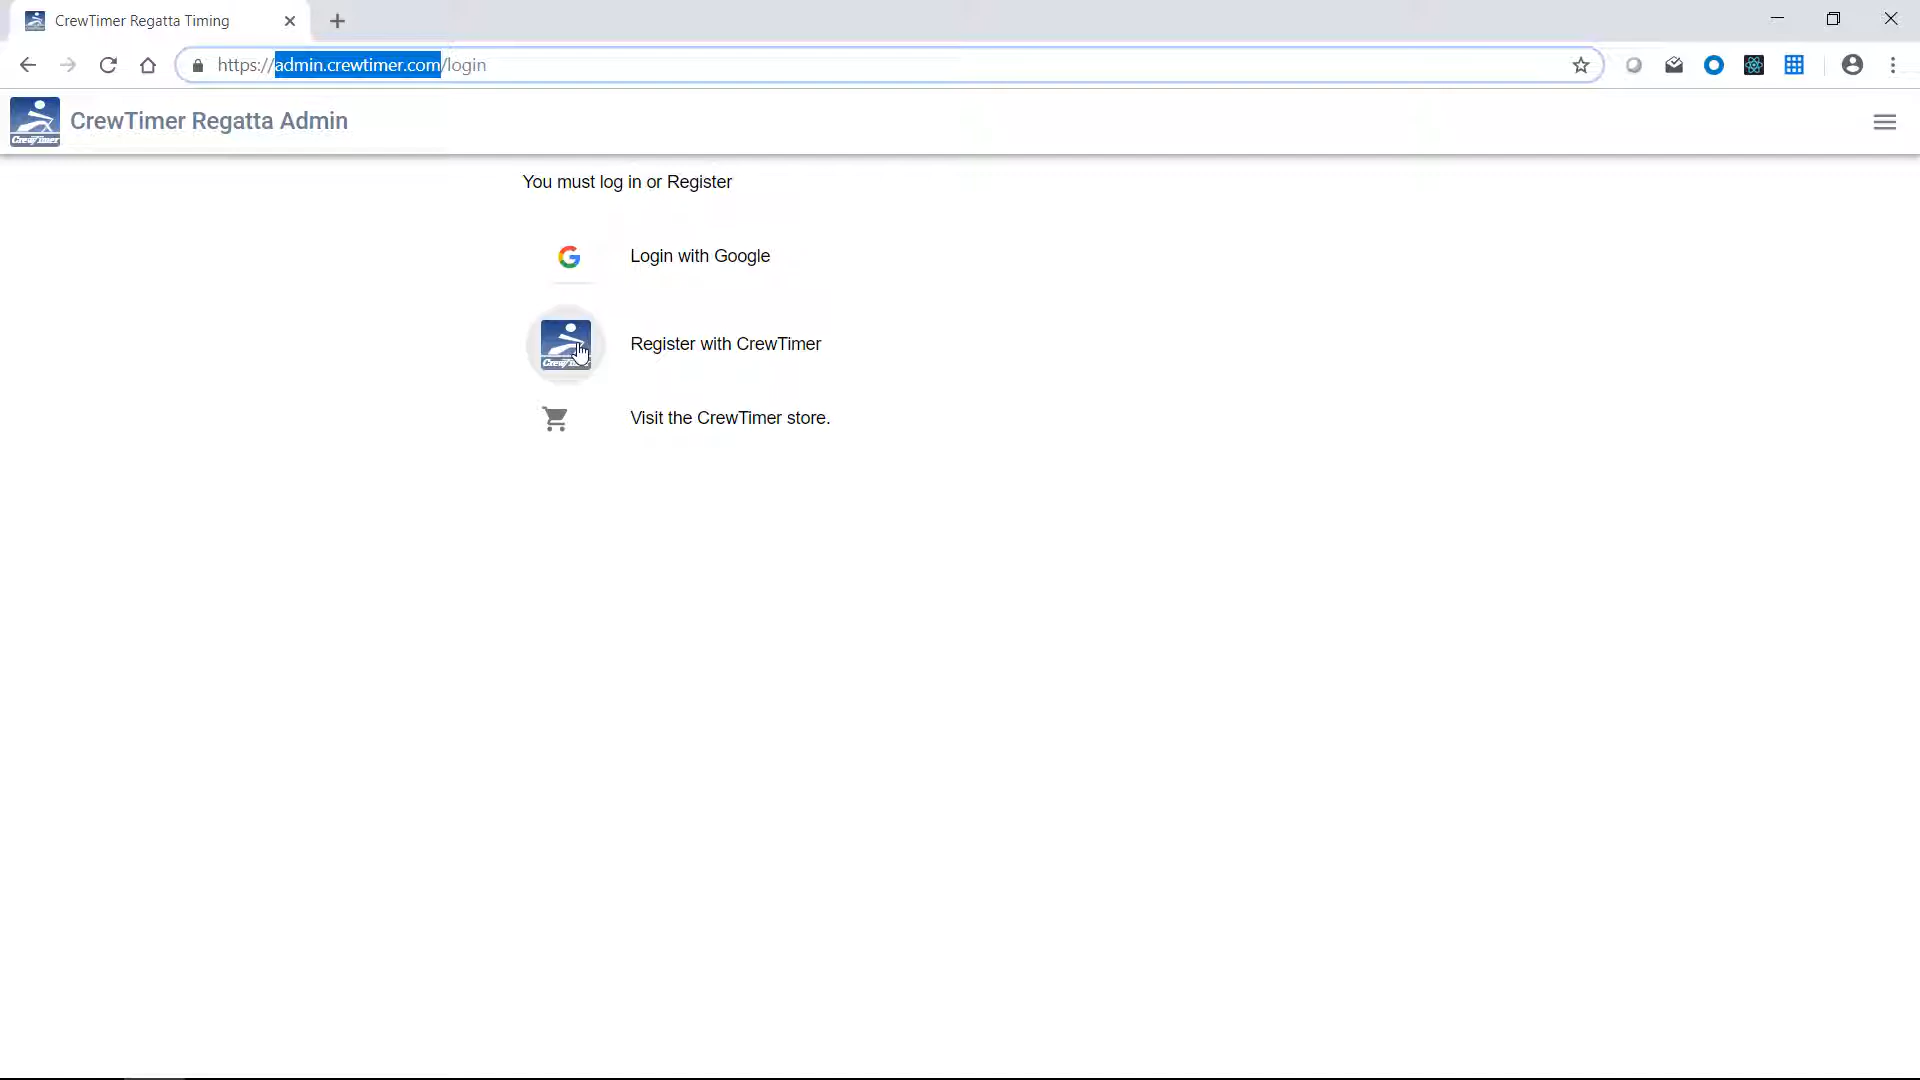 CrewTimer Regatta Timing
https://admin.crewtimer.com/login
CrewTimer
CrewTimer Regatta Admin
You must log in or Register
Login with Google
Register with CrewTimer
Visit the CrewTimer store.